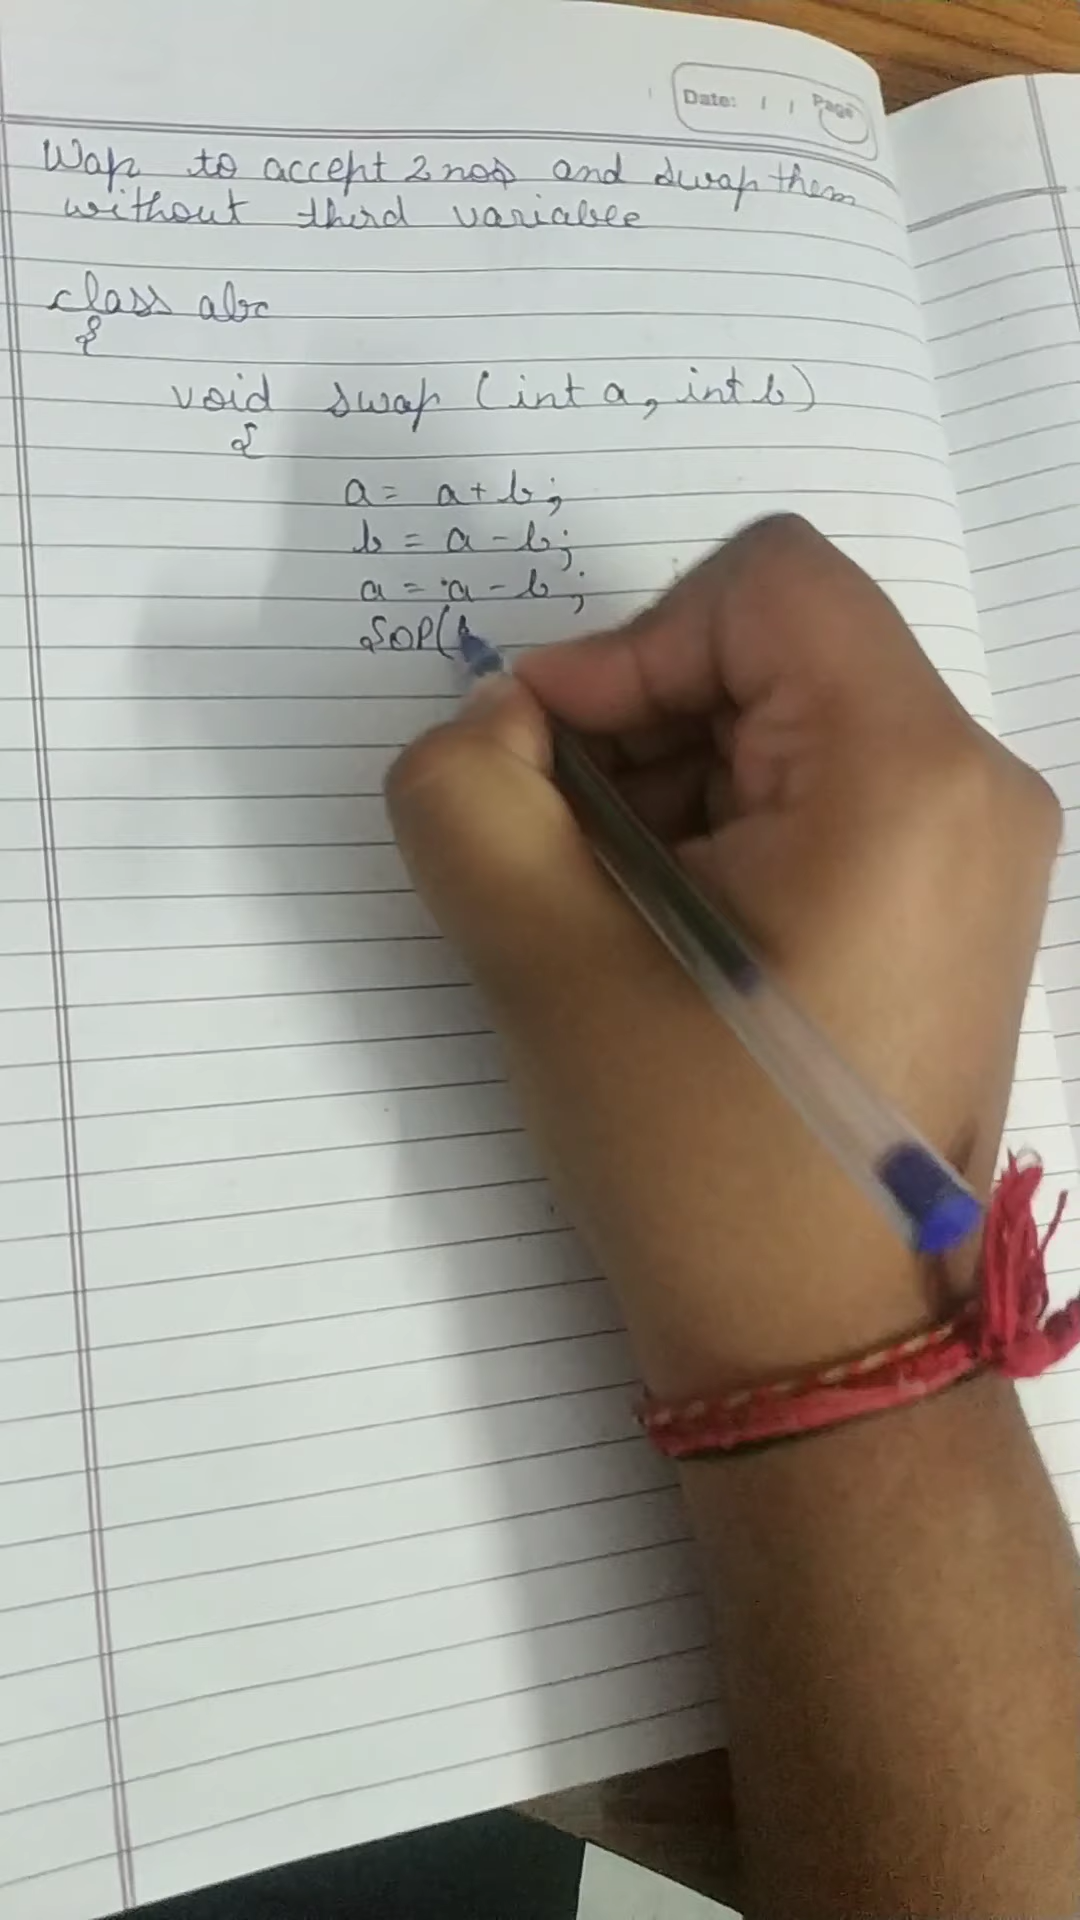 Date: / / Page
Wap to accept 2 nos and swap them
without third variable
class abc
{
void swap (int a, int b)
{
a = a + b;
b = a - b;
a = a - b;
SOP(